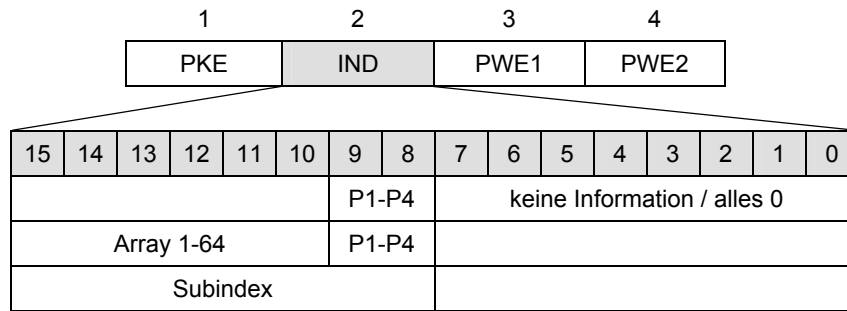 1 2 3 4
PKE IND PWE1 PWE2
15 14 13 12 11 10 9 8 7 6 5 4 3 2 1 0
P1-P4 keine Information / alles 0
Array 1-64 P1-P4
Subindex